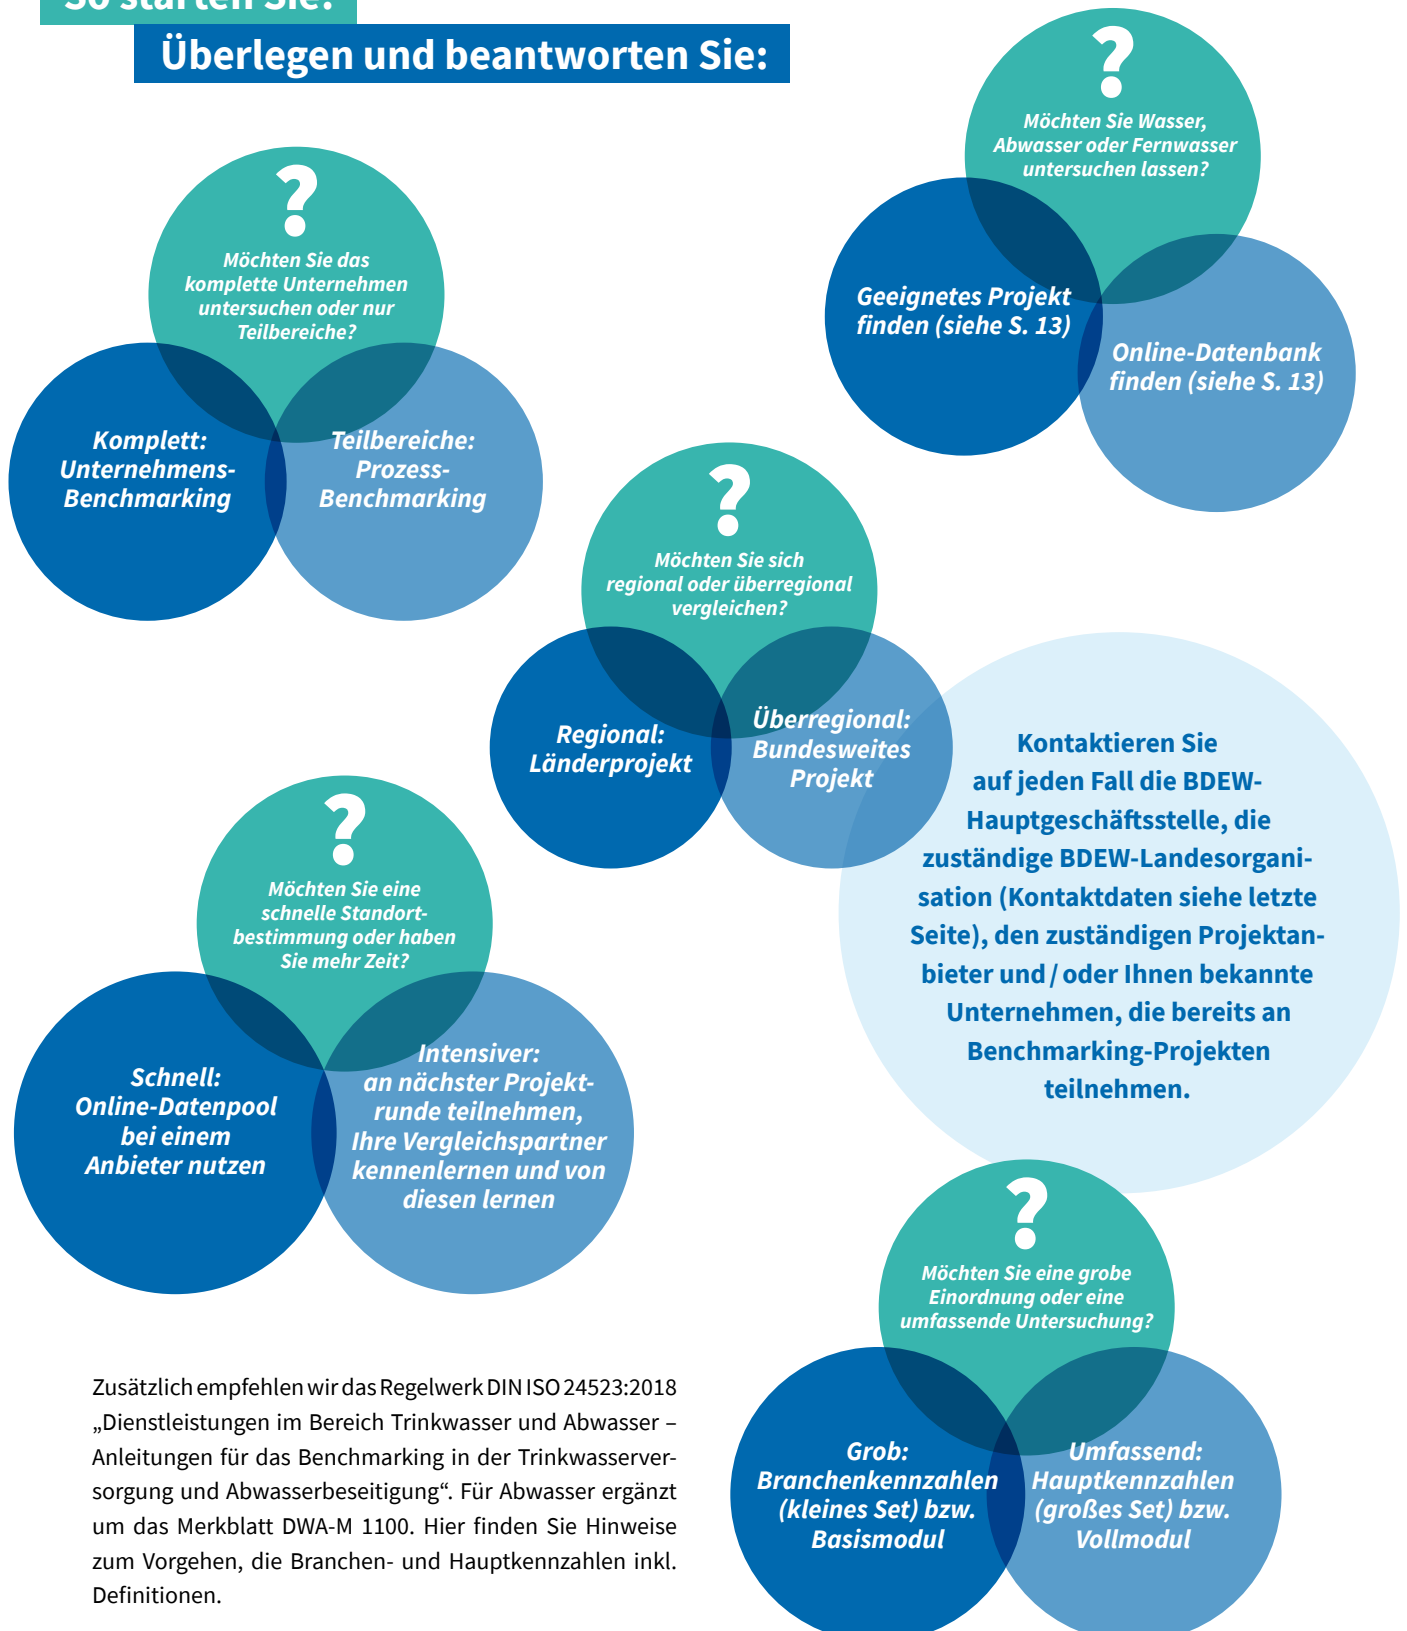 So starten Sie:
Überlegen und beantworten Sie:
?
Möchten Sie Wasser,
Abwasser oder Fernwasser
untersuchen lassen?
Geeignetes Projekt
finden (siehe S. 13)
Online-Datenbank
finden (siehe S. 13)
?
Möchten Sie das
komplette Unternehmen
untersuchen oder nur
Teilbereiche?
Komplett:
Unternehmens-
Benchmarking
Teilbereiche:
Prozess-
Benchmarking
?
Möchten Sie sich
regional oder überregional
vergleichen?
Regional:
Länderprojekt
Überregional:
Bundesweites
Projekt
Kontaktieren Sie
auf jeden Fall die BDEW-
Hauptgeschäftsstelle, die
zuständige BDEW-Landesorgani-
sation (Kontaktdaten siehe letzte
Seite), den zuständigen Projektan-
bieter und / oder Ihnen bekannte
Unternehmen, die bereits an
Benchmarking-Projekten
teilnehmen.
?
Möchten Sie eine
schnelle Standort-
bestimmung oder haben
Sie mehr Zeit?
Schnell:
Online-Datenpool
bei einem
Anbieter nutzen
Intensiver:
an nächster Projekt-
runde teilnehmen,
Ihre Vergleichspartner
kennenlernen und von
diesen lernen
?
Möchten Sie eine grobe
Einordnung oder eine
umfassende Untersuchung?
Grob:
Branchenkennzahlen
(kleines Set) bzw.
Basismodul
Umfassend:
Hauptkennzahlen
(großes Set) bzw.
Vollmodul
Zusätzlich empfehlen wir das Regelwerk DIN ISO 24523:2018
„Dienstleistungen im Bereich Trinkwasser und Abwasser –
Anleitungen für das Benchmarking in der Trinkwasserver-
sorgung und Abwasserbeseitigung“. Für Abwasser ergänzt
um das Merkblatt DWA-M 1100. Hier finden Sie Hinweise
zum Vorgehen, die Branchen- und Hauptkennzahlen inkl.
Definitionen.